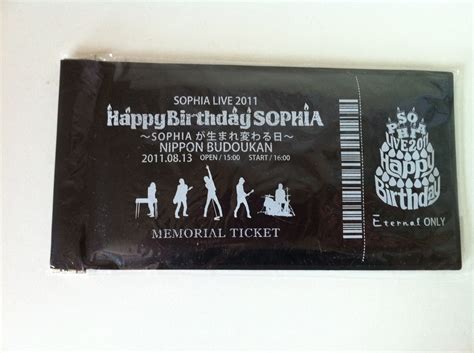 SOPHIA LIVE 2011
Happy Birthday SOPHIA
〜SOPHIAが生まれ変わる日〜
NIPPON BUDOUKAN
2011.08.13 OPEN / 15:00 START / 16:00
MEMORIAL TICKET
SO
PHIA
LIVE2011
Happy
Birthday
Eternal ONLY